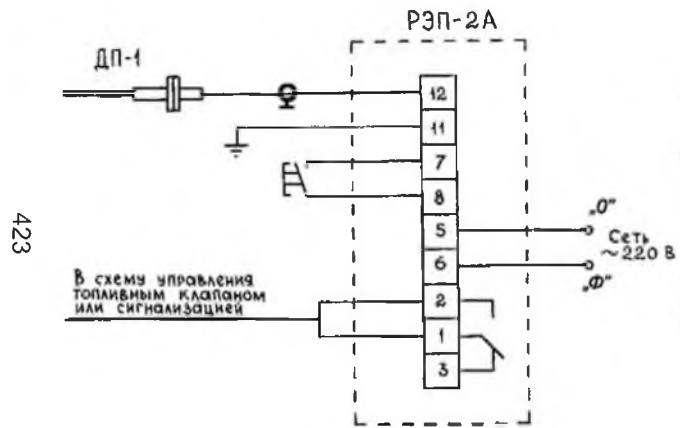 РЭП-2А
ДП-1
12
11
7
8
5
„О"
Сеть
~220 В
6
„Ф"
423
В схему управления
топливным клапаном
или сигнализацией
2
1
3